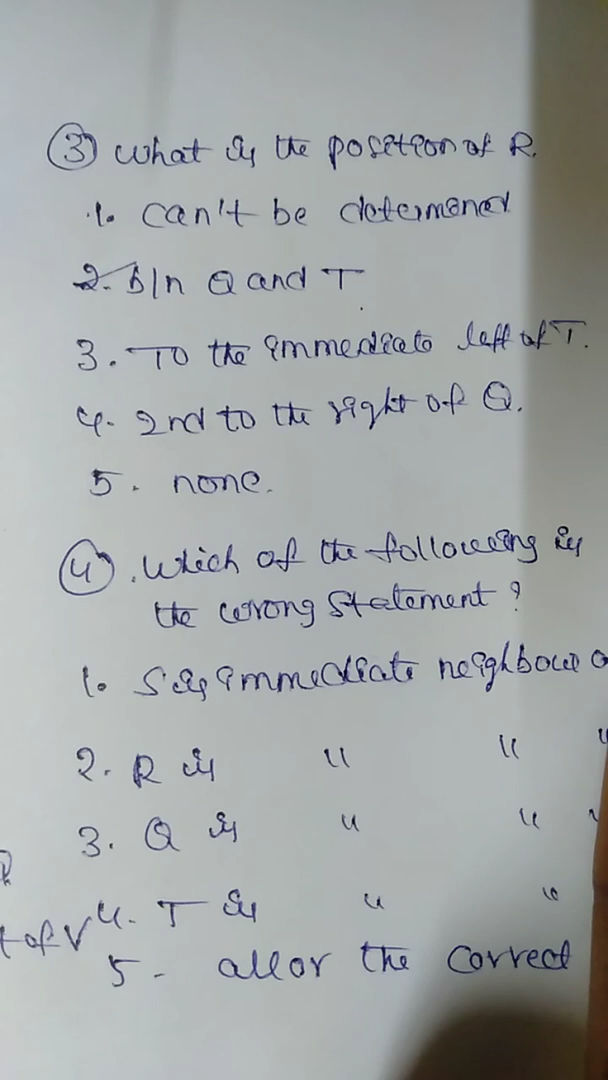 ③ What is the position of R.
1. can't be determened
2. b/n Q and T
3. To the immediate left of T.
4. 2nd to the right of Q.
5. none.
④. Which of the following is
the wrong Statement?
1. S is immediate neighbour o
2. R is " " "
3. Q is " "
4. T is " "
t of V
5- all or the correct